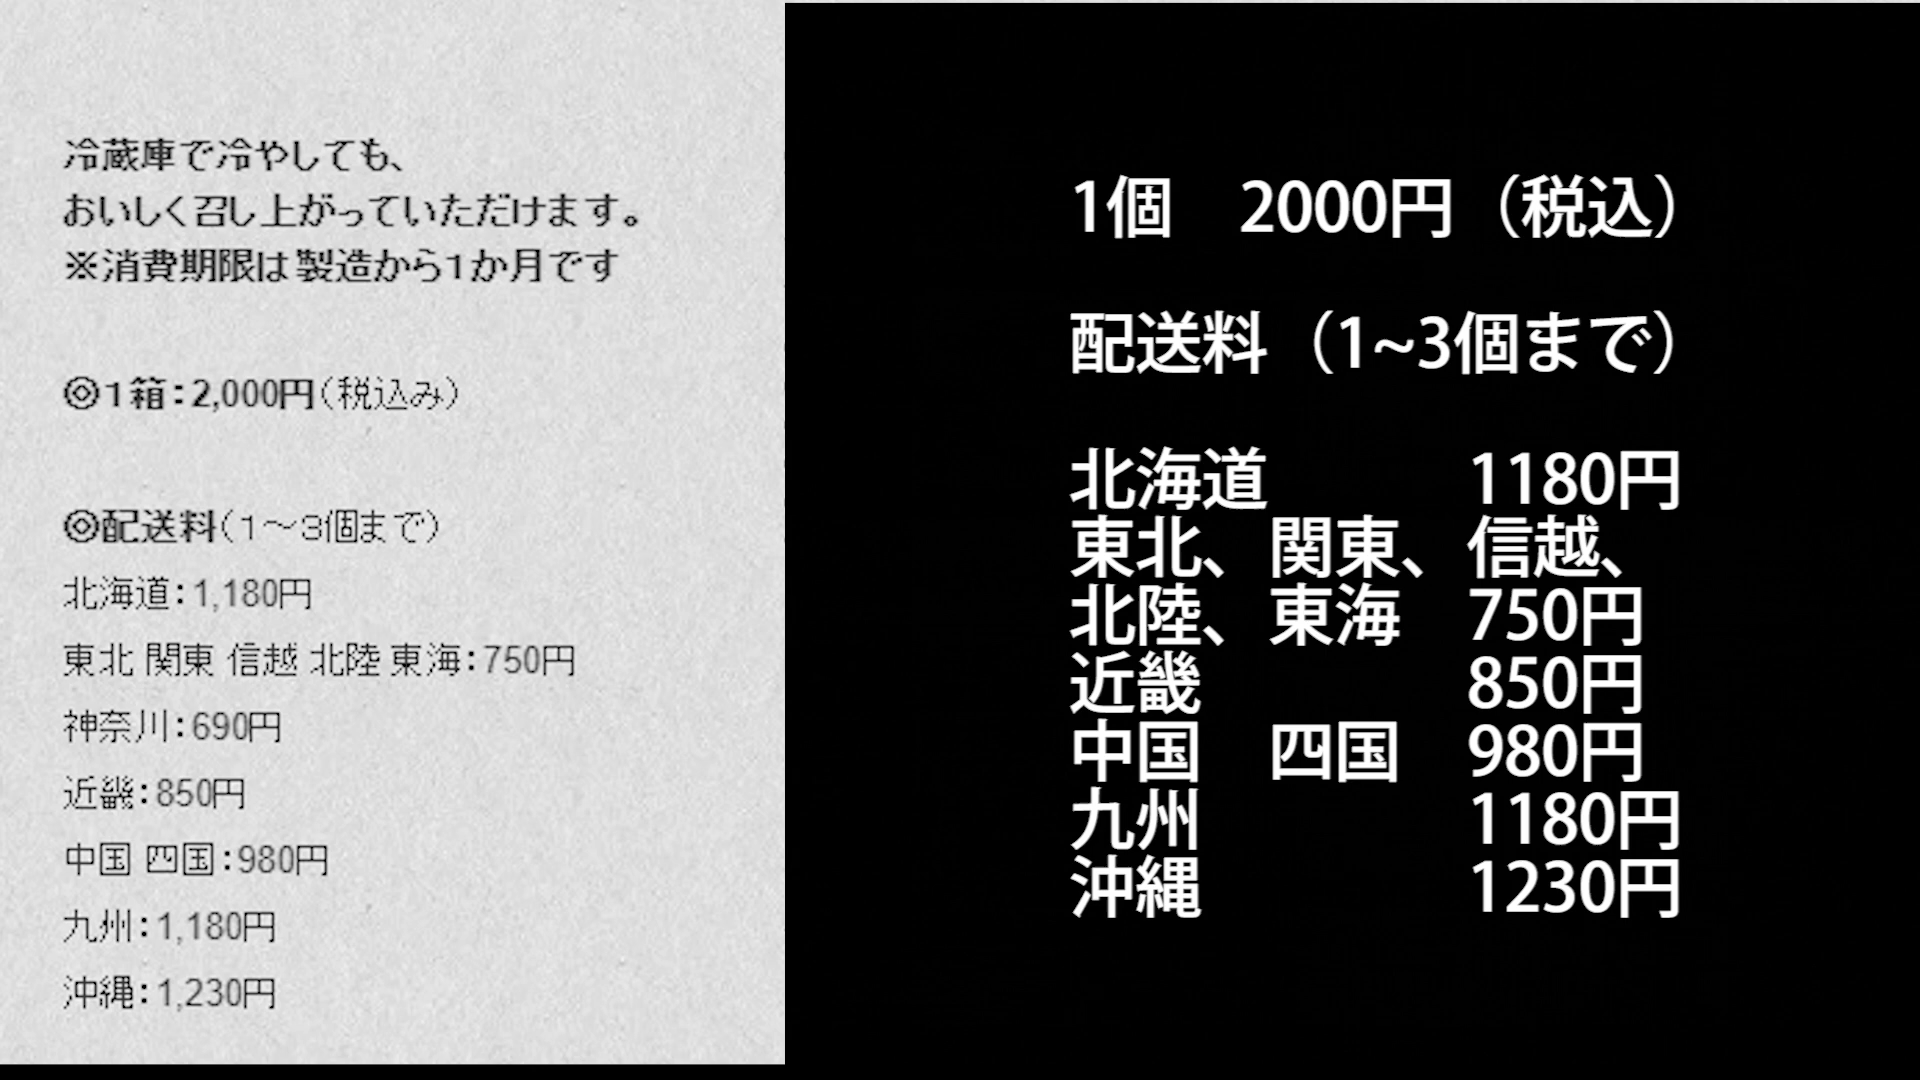 冷蔵庫で冷やしても、
おいしく召し上がっていただけます。
※消費期限は製造から1か月です
◎1箱：2,000円（税込み）
◎配送料（1～3個まで）
北海道：1,180円
東北 関東 信越 北陸 東海：750円
神奈川：690円
近畿：850円
中国 四国：980円
九州：1,180円
沖縄：1,230円
1個　2000円（税込）
配送料（1~3個まで）
北海道　1180円
東北、関東、信越、
北陸、東海　750円
近畿　850円
中国　四国　980円
九州　1180円
沖縄　1230円